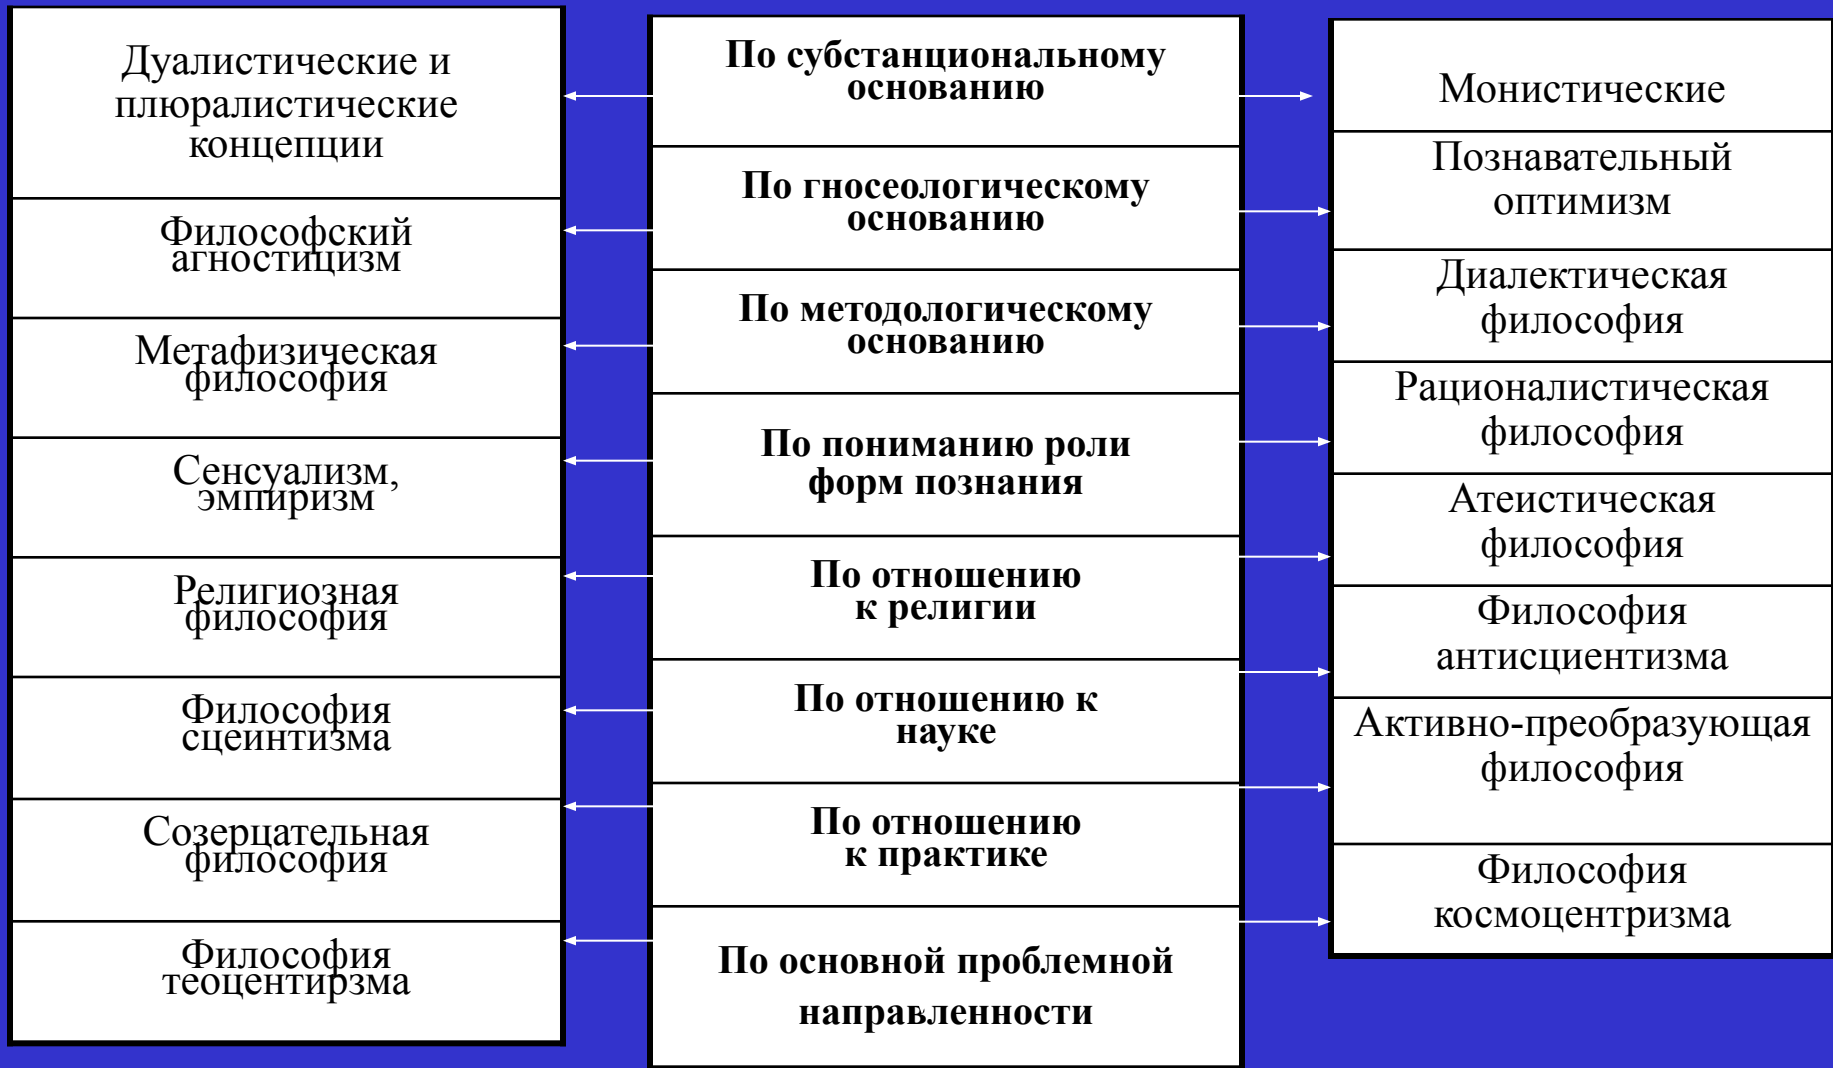 Дуалистические и
плюралистические
концепции
Философский
агностицизм
Метафизическая
философия
Сенсуализм,
эмпиризм
Религиозная
философия
Философия
сцеинтизма
Созерцательная
философия
Философия
теоцентирзма
По субстанциональному
основанию
По гносеологическому
основанию
По методологическому
основанию
По пониманию роли
форм познания
По отношению
к религии
По отношению к
науке
По отношению
к практике
По основной проблемной
направленности
Монистические
Познавательный
оптимизм
Диалектическая
философия
Рационалистическая
философия
Атеистическая
философия
Философия
антисциентизма
Активно-преобразующая
философия
Философия
космоцентризма